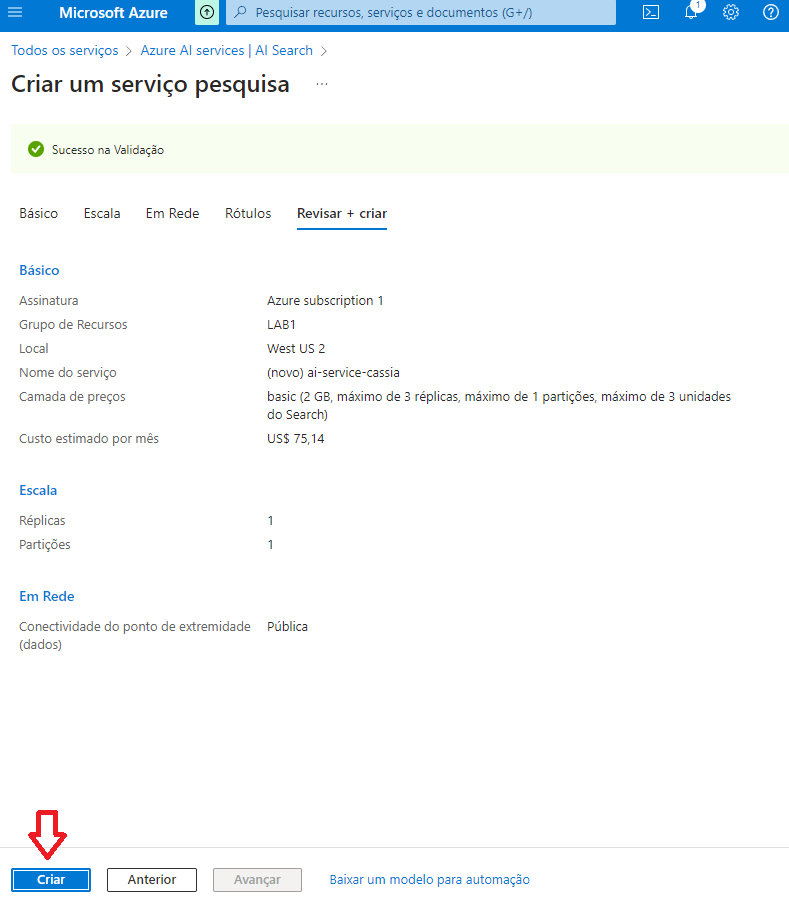 Microsoft Azure
Pesquisar recursos, serviços e documentos (G+/)
1
Todos os serviços > Azure AI services | AI Search >
Criar um serviço pesquisa ...
Sucesso na Validação
Básico Escala Em Rede Rótulos Revisar + criar
Básico
Assinatura Azure subscription 1
Grupo de Recursos LAB1
Local West US 2
Nome do serviço (novo) ai-service-cassia
Camada de preços basic (2 GB, máximo de 3 réplicas, máximo de 1 partições, máximo de 3 unidades
do Search)
Custo estimado por mês US$ 75,14
Escala
Réplicas 1
Partições 1
Em Rede
Conectividade do ponto de extremidade Pública
(dados)
Criar Anterior Avançar Baixar um modelo para automação